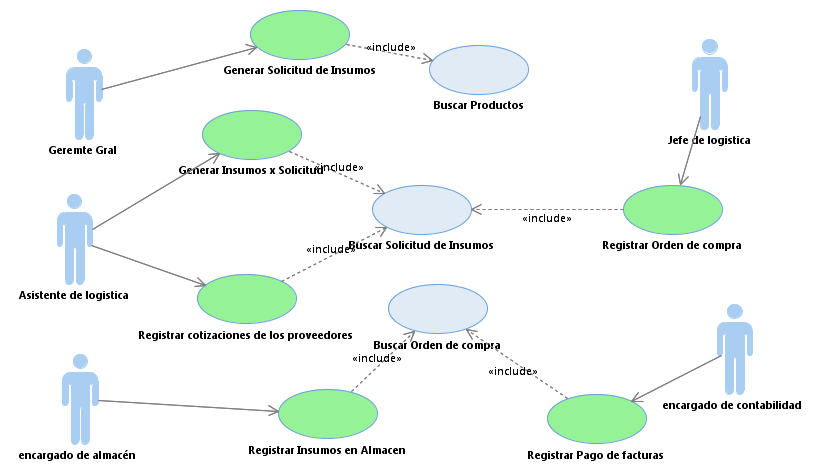 «include»
Generar Solicitud de Insumos
Buscar Productos
Geremte Gral
Jefe de logistica
Generar Insumos x Solicitud
«include»
«include»
Registrar Orden de compra
«include»
Buscar Solicitud de Insumos
Asistente de logistica
Registrar cotizaciones de los proveedores
Buscar Orden de compra
«include»
«include»
encargado de contabilidad
encargado de almacén
Registrar Insumos en Almacen
Registrar Pago de facturas